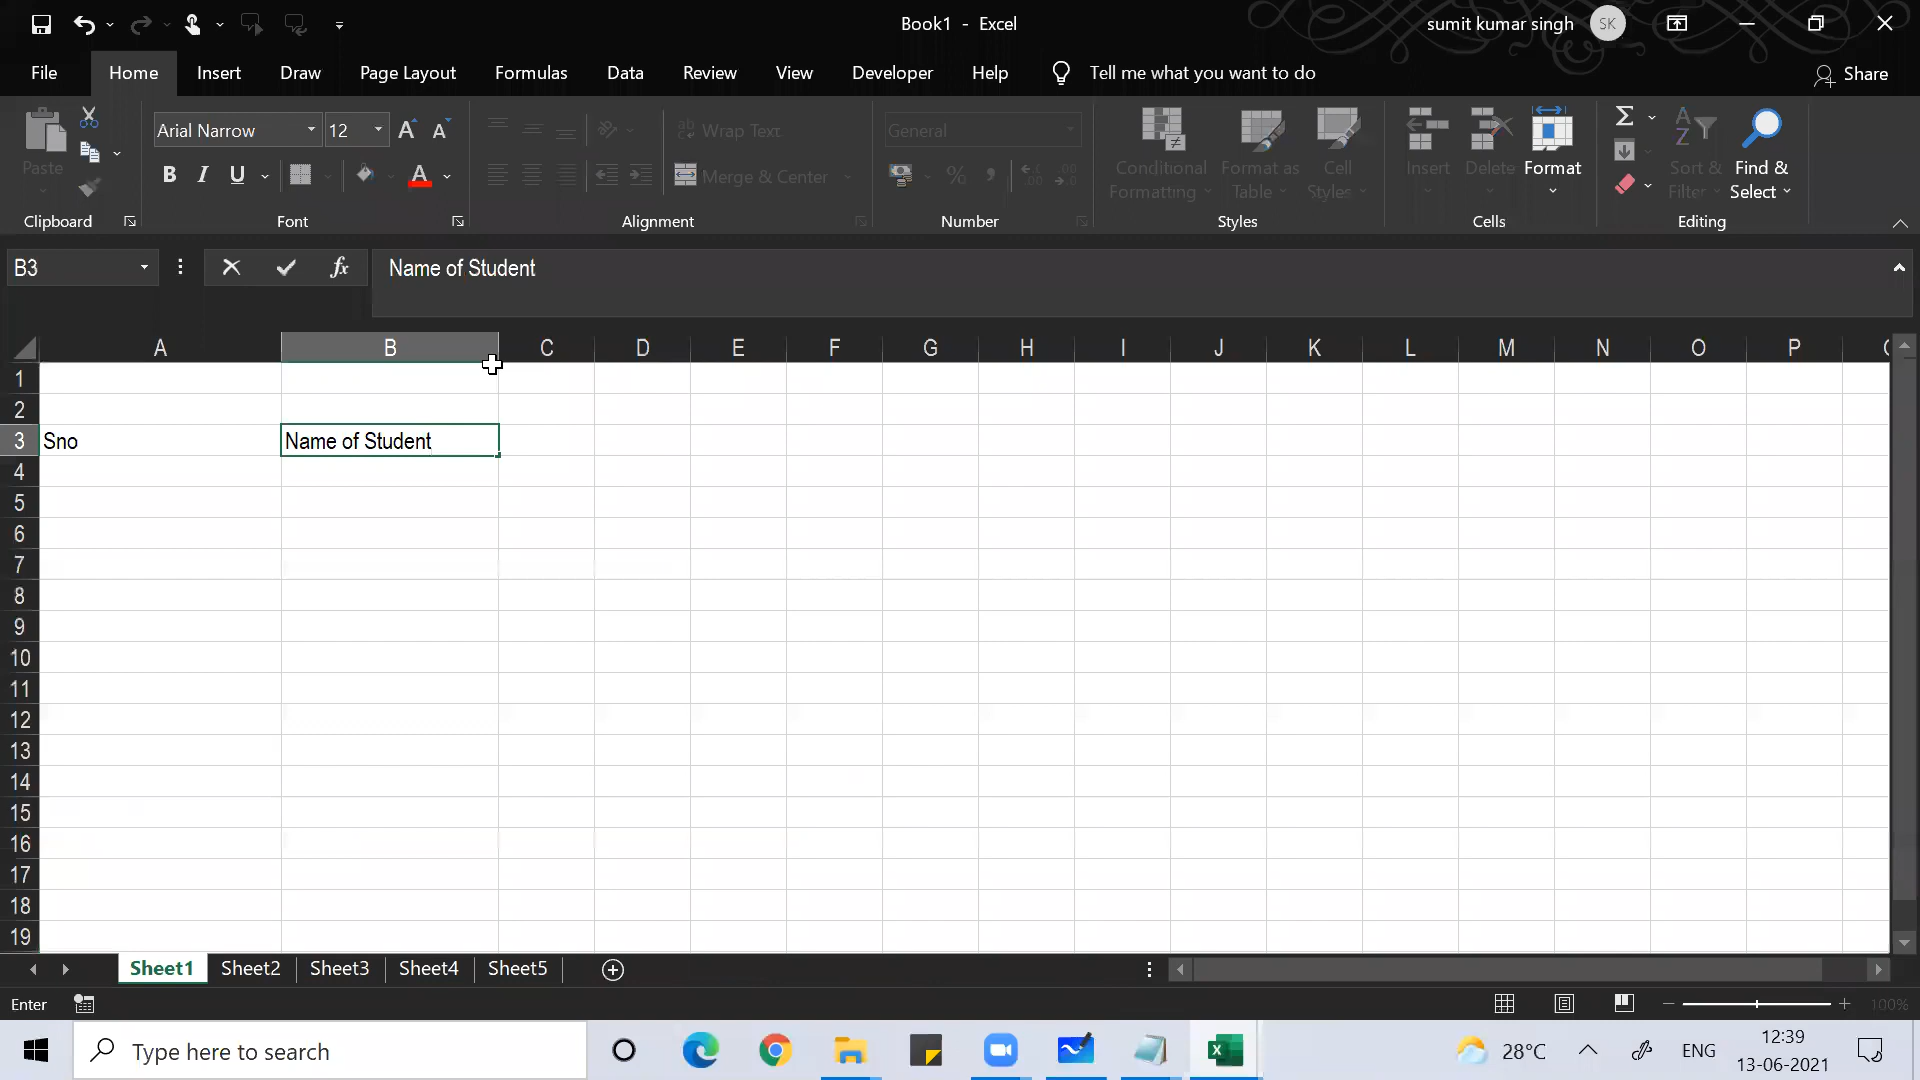 Book1 - Excel
sumit kumar singh SK
File Home Insert Draw Page Layout Formulas Data Review View Developer Help Tell me what you want to do Share
Arial Narrow 12 Wrap Text General
Paste B I U A Merge & Center % , Conditional Formatting Format as Table Cell Styles Insert Delete Format Sort & Filter Find & Select
Clipboard Font Alignment Number Styles Cells Editing
B3 fx Name of Student
A B C D E F G H I J K L M N O P
1
2
3 Sno Name of Student
4
5
6
7
8
9
10
11
12
13
14
15
16
17
18
19
Sheet1 Sheet2 Sheet3 Sheet4 Sheet5
Enter 100%
Type here to search 28°C ENG 12:39
13-06-2021